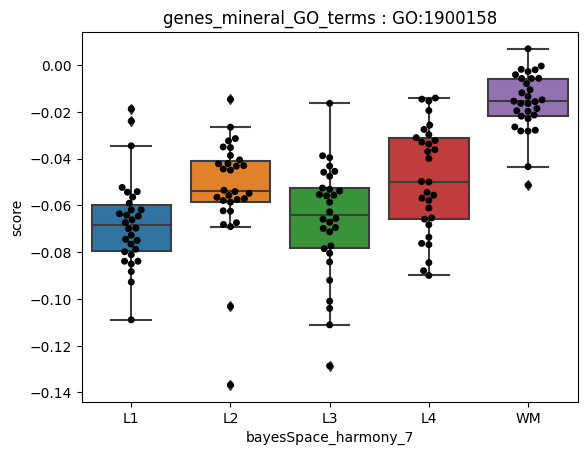 genes_mineral_GO_terms : GO:1900158
0.00
−0.02
−0.04
−0.06
−0.08
−0.10
−0.12
−0.14
score
L1 L2 L3 L4 WM
bayesSpace_harmony_7